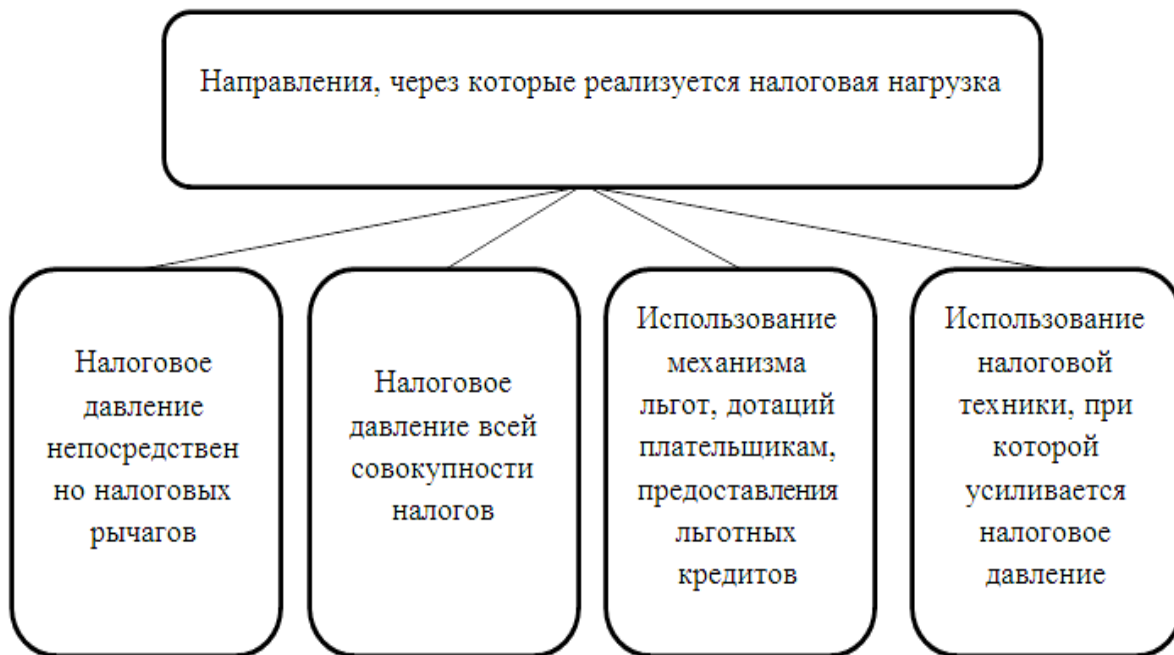 Направления, через которые реализуется налоговая нагрузка
Налоговое
давление
непосредствен
но налоговых
рычагов
Налоговое
давление всей
совокупности
налогов
Использование
механизма
льгот, дотаций
плательщикам,
предоставления
льготных
кредитов
Использование
налоговой
техники, при
которой
усиливается
налоговое
давление